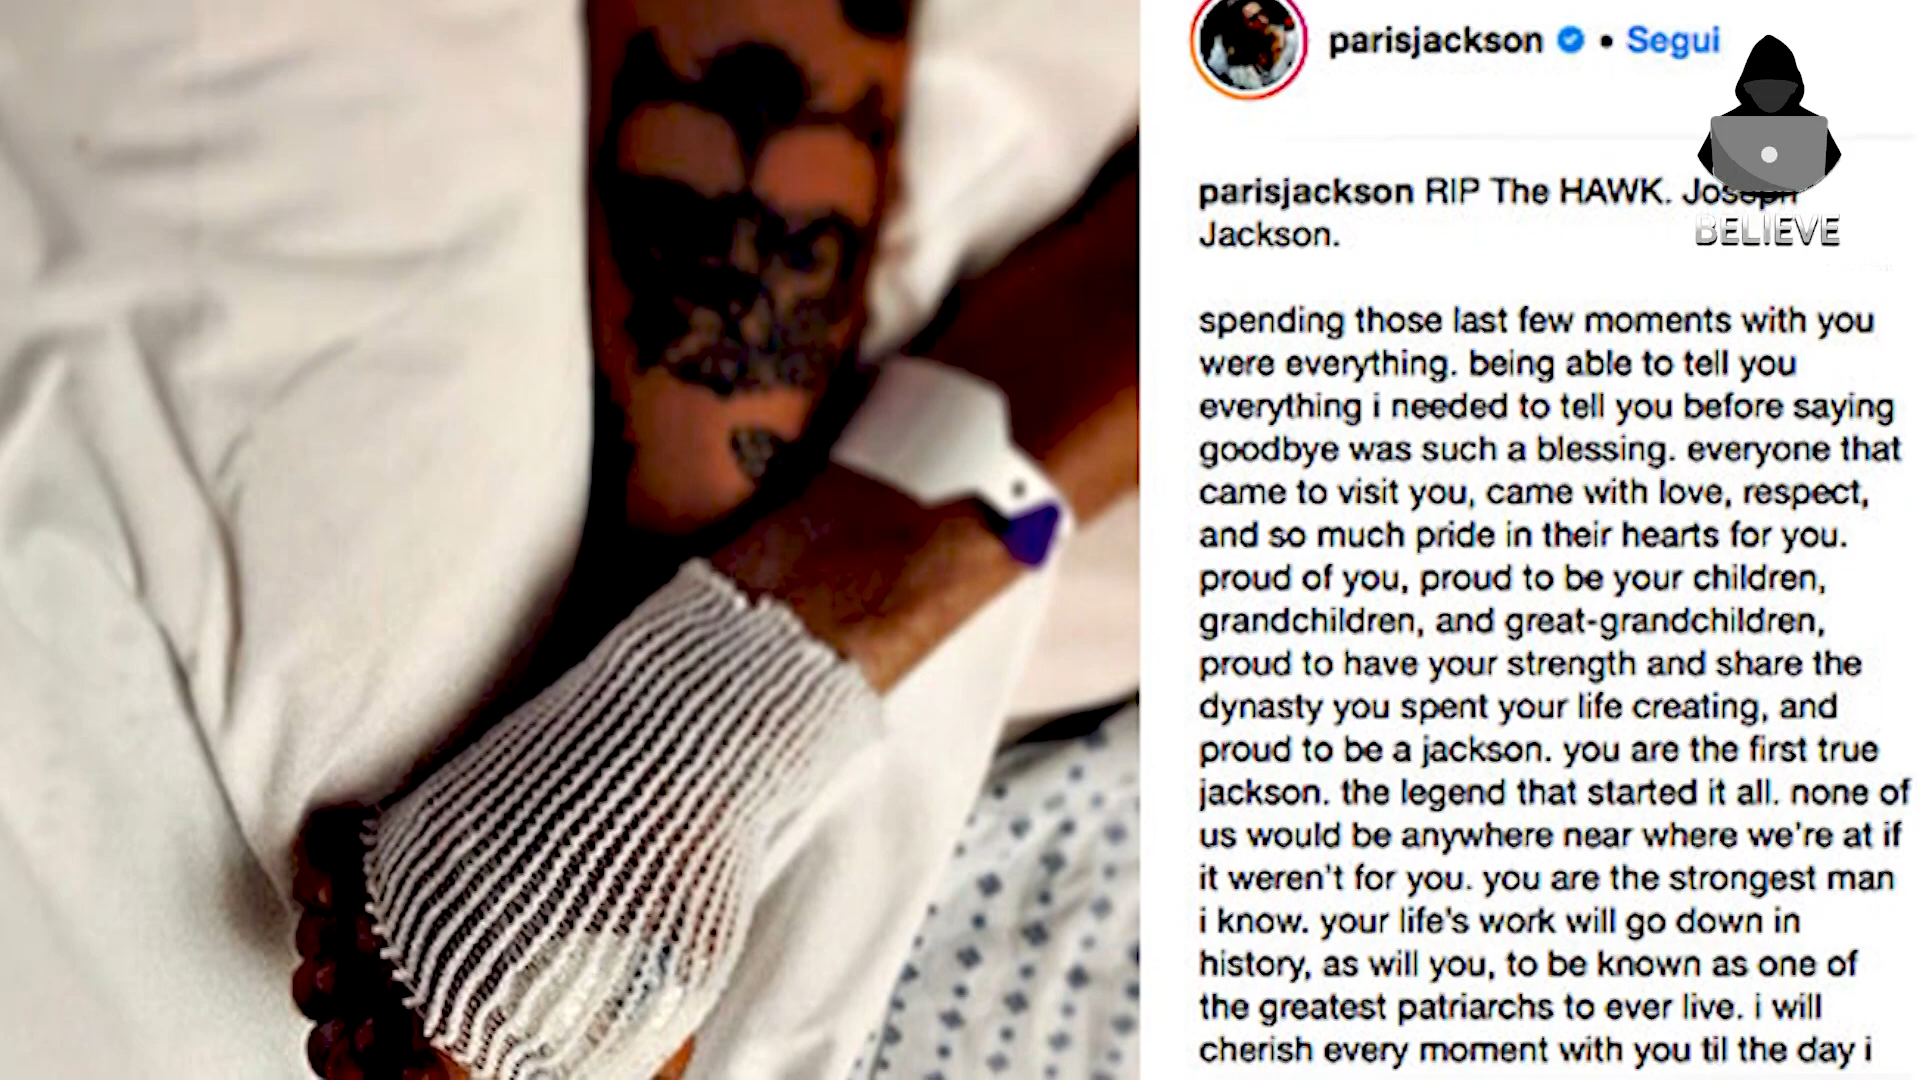 parisjackson • Segui
parisjackson RIP The HAWK. Joseph
Jackson.
BELIEVE
spending those last few moments with you
were everything. being able to tell you
everything i needed to tell you before saying
goodbye was such a blessing. everyone that
came to visit you, came with love, respect,
and so much pride in their hearts for you.
proud of you, proud to be your children,
grandchildren, and great-grandchildren,
proud to have your strength and share the
dynasty you spent your life creating, and
proud to be a jackson. you are the first true
jackson. the legend that started it all. none of
us would be anywhere near where we're at if
it weren't for you. you are the strongest man
i know. your life's work will go down in
history, as will you, to be known as one of
the greatest patriarchs to ever live. i will
cherish every moment with you til the day i